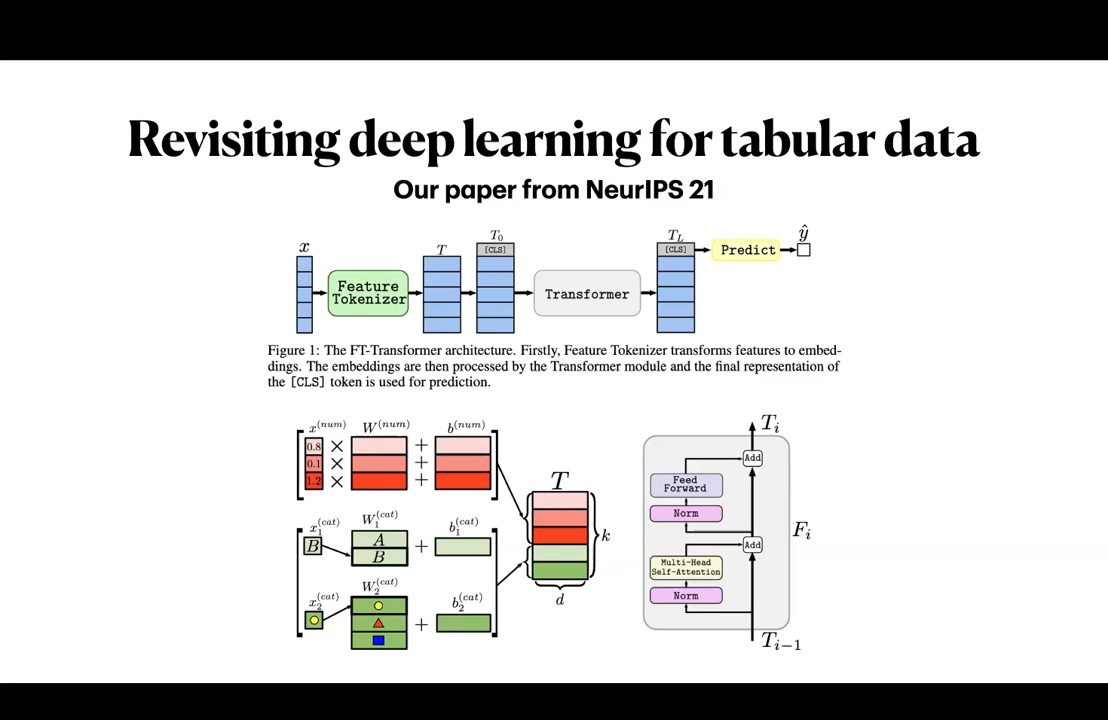 Revisiting deep learning for tabular data
Our paper from NeurIPS 21
x
Feature
Tokenizer
T
T₀
[CLS]
Transformer
T_L
[CLS]
Predict
ŷ
Figure 1: The FT-Transformer architecture. Firstly, Feature Tokenizer transforms features to embed-
dings. The embeddings are then processed by the Transformer module and the final representation of
the [CLS] token is used for prediction.
x^(num) W^(num) b^(num)
0.8 × +
0.1 × +
1.2 × +
x₁^(cat) W₁^(cat) b₁^(cat)
B A +
B
x₂^(cat) W₂^(cat) b₂^(cat)
+
T
k
d
T_i
Add
Feed
Forward
Norm
F_i
Add
Multi-Head
Self-Attention
Norm
T_{i−1}